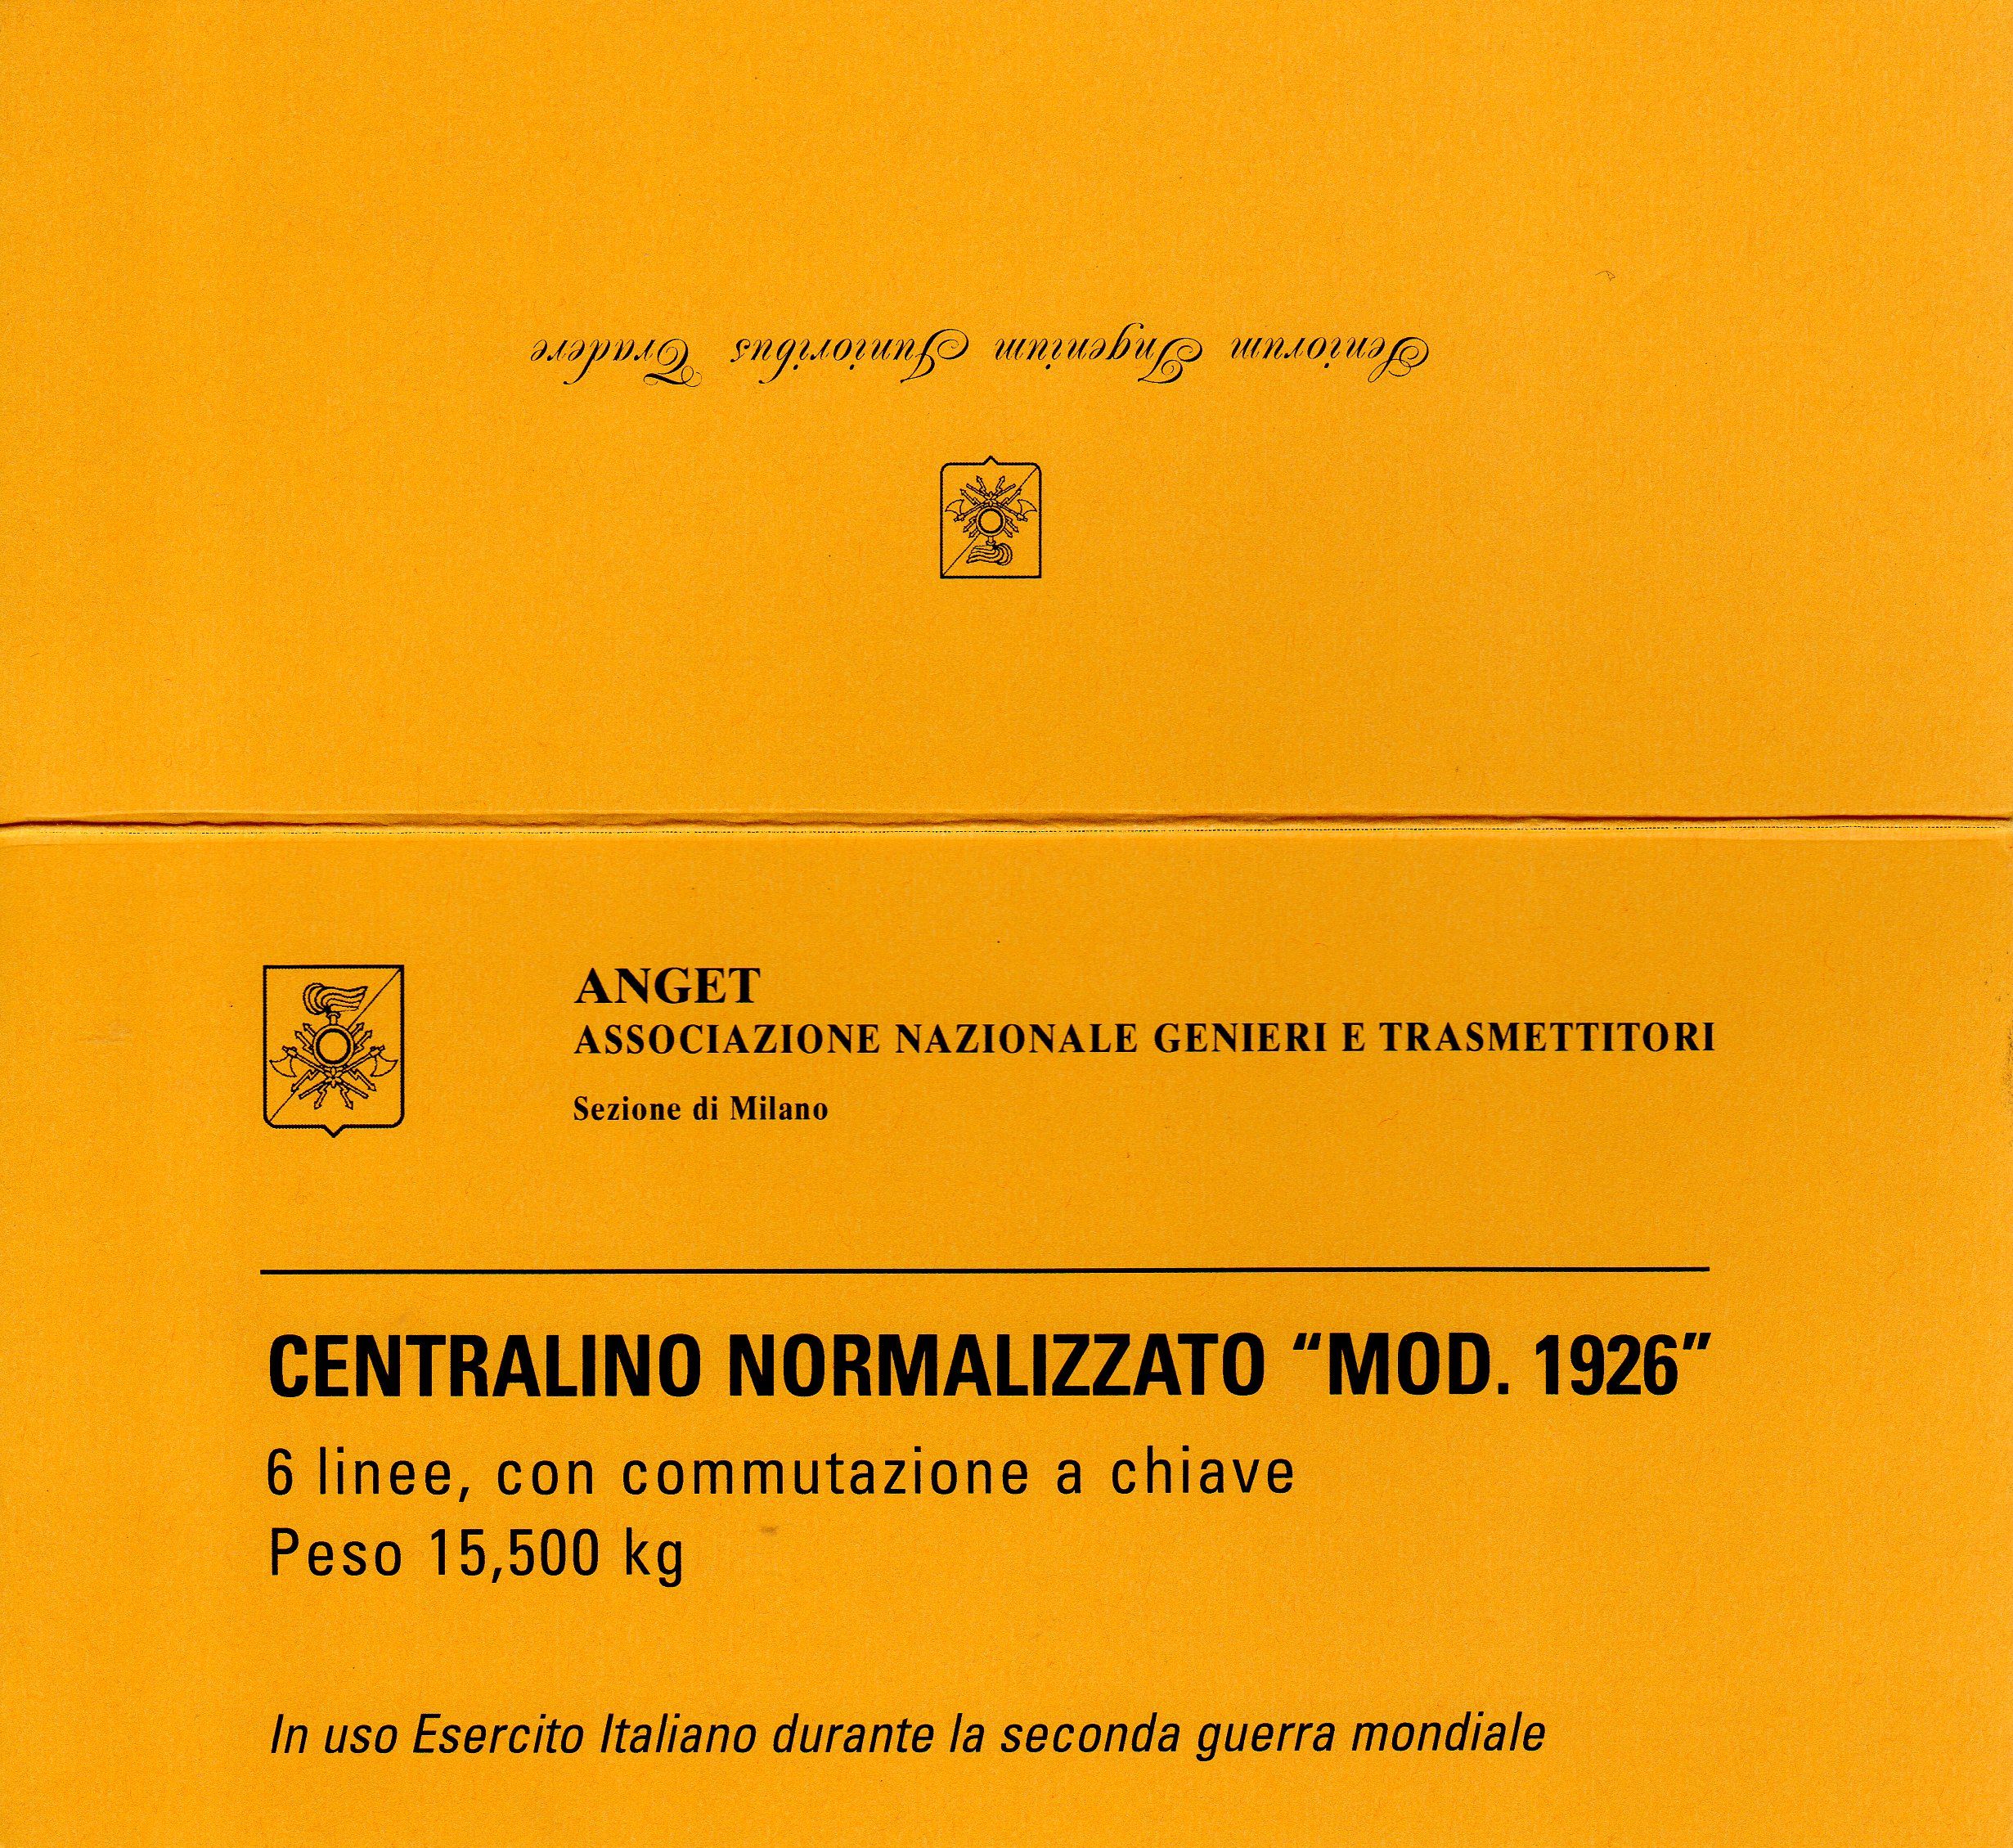 Seniorum Ingenium Junioribus Tradere
ANGET
ASSOCIAZIONE NAZIONALE GENIERI E TRASMETTITORI
Sezione di Milano
CENTRALINO NORMALIZZATO “MOD. 1926”
6 linee, con commutazione a chiave
Peso 15,500 kg
In uso Esercito Italiano durante la seconda guerra mondiale